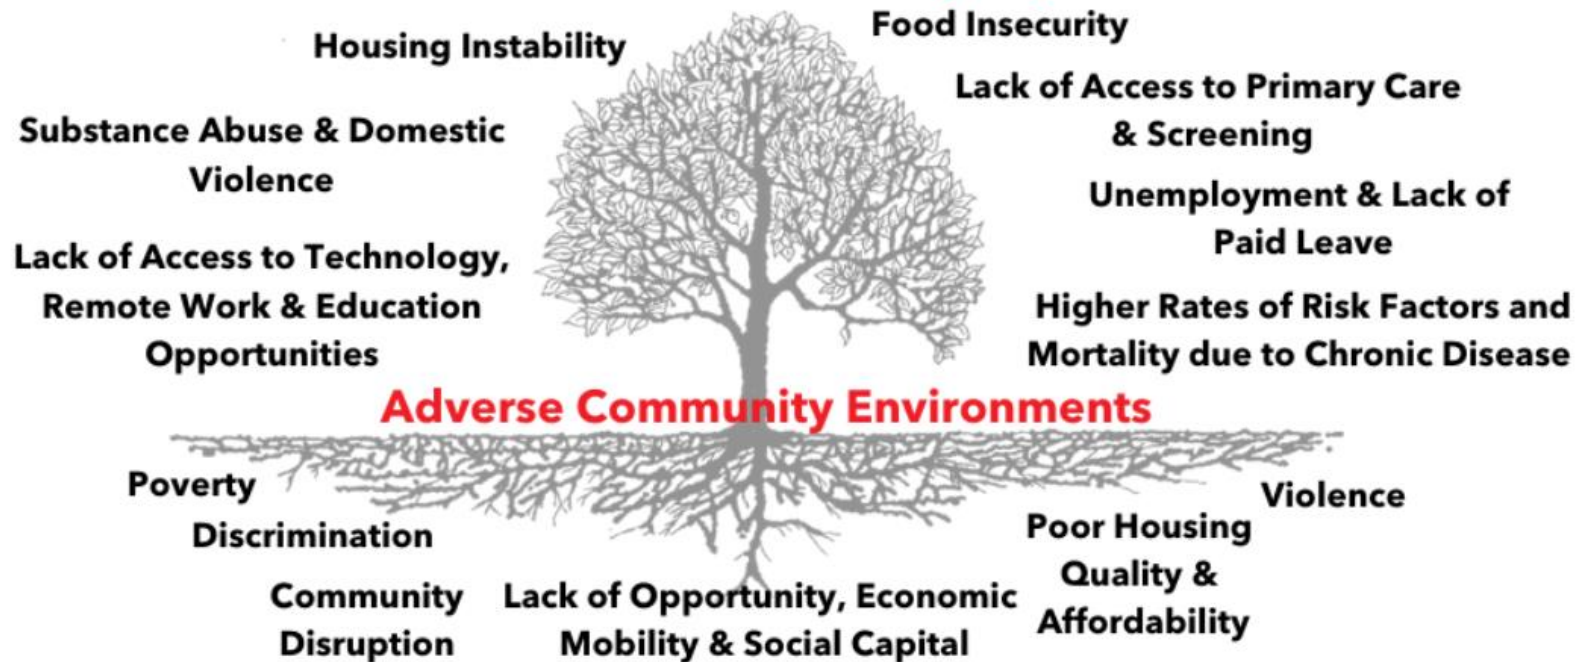 Housing Instability
Food Insecurity
Substance Abuse & Domestic
Violence
Lack of Access to Primary Care
& Screening
Lack of Access to Technology,
Remote Work & Education
Opportunities
Unemployment & Lack of
Paid Leave
Higher Rates of Risk Factors and
Mortality due to Chronic Disease
Adverse Community Environments
Poverty
Discrimination
Community
Disruption
Lack of Opportunity, Economic
Mobility & Social Capital
Poor Housing
Quality &
Affordability
Violence